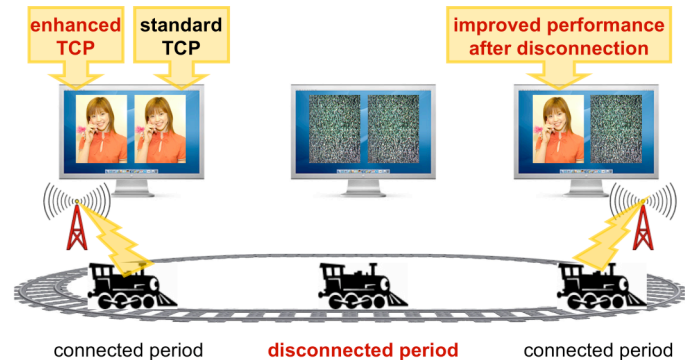 enhanced
TCP
standard
TCP
improved performance
after disconnection
connected period
disconnected period
connected period